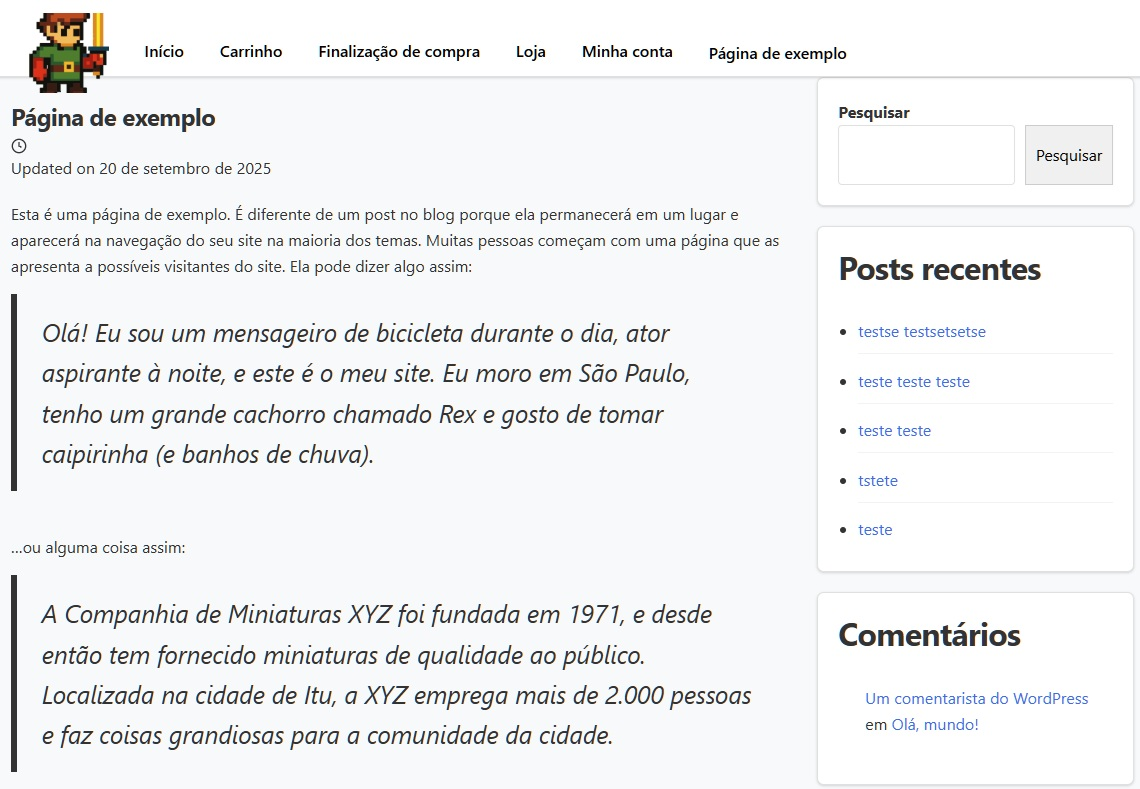 Início
Carrinho
Finalização de compra
Loja
Minha conta
Página de exemplo
Página de exemplo
Updated on 20 de setembro de 2025
Esta é uma página de exemplo. É diferente de um post no blog porque ela permanecerá em um lugar e
aparecerá na navegação do seu site na maioria dos temas. Muitas pessoas começam com uma página que as
apresenta a possíveis visitantes do site. Ela pode dizer algo assim:
Olá! Eu sou um mensageiro de bicicleta durante o dia, ator
aspirante à noite, e este é o meu site. Eu moro em São Paulo,
tenho um grande cachorro chamado Rex e gosto de tomar
caipirinha (e banhos de chuva).
...ou alguma coisa assim:
A Companhia de Miniaturas XYZ foi fundada em 1971, e desde
então tem fornecido miniaturas de qualidade ao público.
Localizada na cidade de Itu, a XYZ emprega mais de 2.000 pessoas
e faz coisas grandiosas para a comunidade da cidade.
Pesquisar
Pesquisar
Posts recentes
testse testsetsetse
teste teste teste
teste teste
tstete
teste
Comentários
Um comentarista do WordPress
em Olá, mundo!